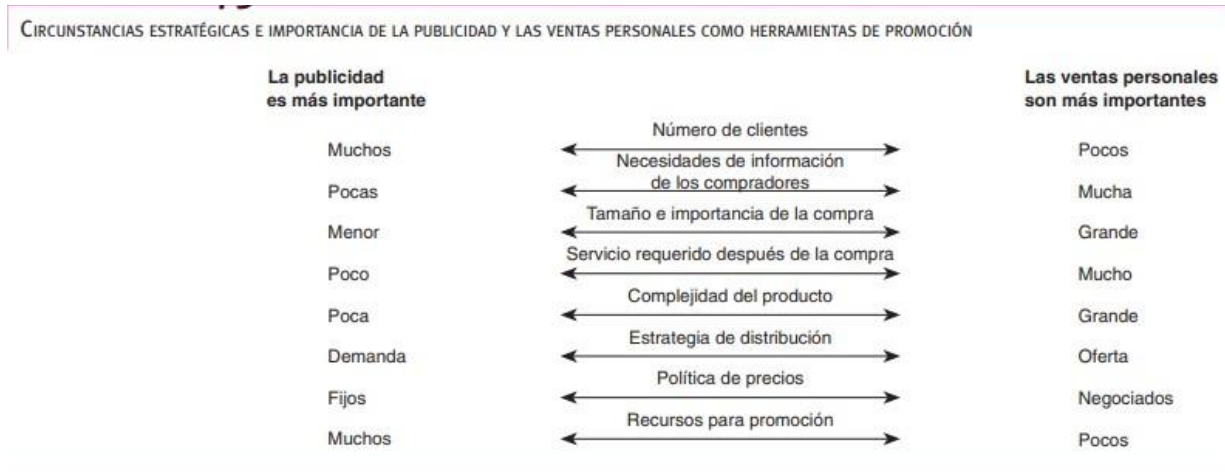 CIRCUNSTANCIAS ESTRATÉGICAS E IMPORTANCIA DE LA PUBLICIDAD Y LAS VENTAS PERSONALES COMO HERRAMIENTAS DE PROMOCIÓN
La publicidad
es más importante
Las ventas personales
son más importantes
Número de clientes
Muchos Pocos
Necesidades de información
de los compradores
Pocas Mucha
Tamaño e importancia de la compra
Menor Grande
Servicio requerido después de la compra
Poco Mucho
Complejidad del producto
Poca Grande
Estrategia de distribución
Demanda Oferta
Política de precios
Fijos Negociados
Recursos para promoción
Muchos Pocos